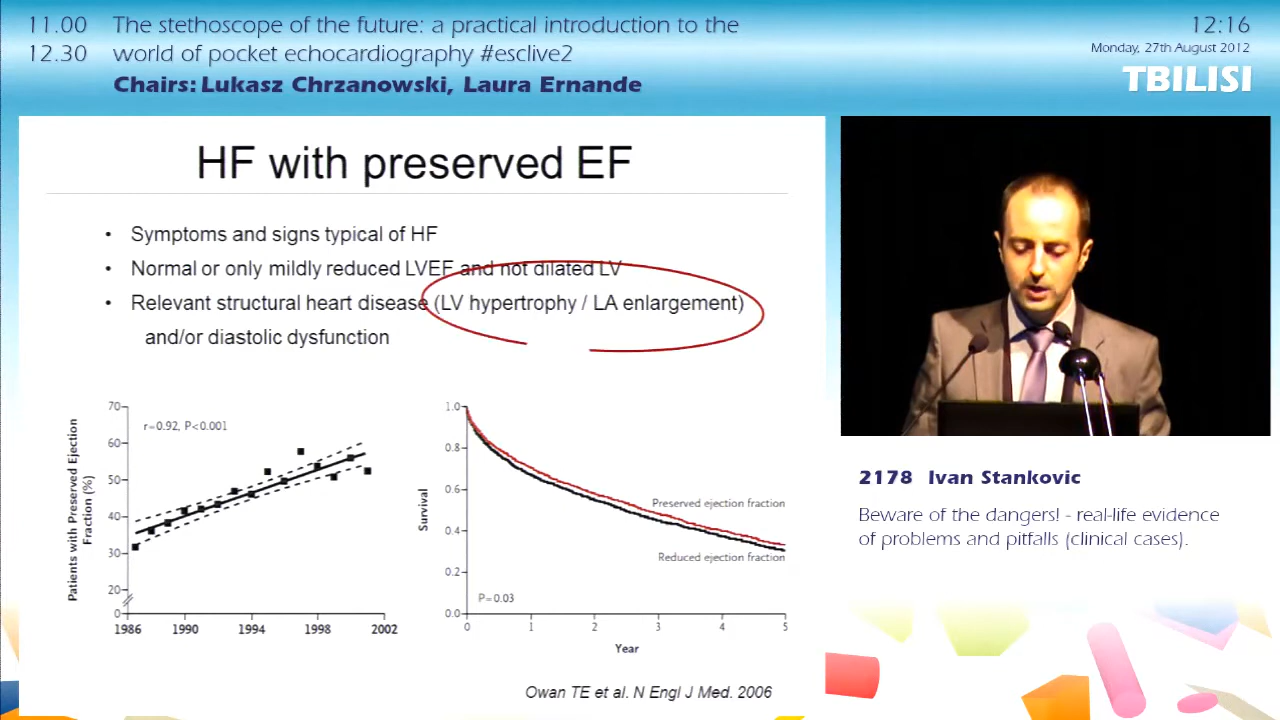 11.00 The stethoscope of the future: a practical introduction to the
12.30 world of pocket echocardiography #esclive2
Chairs: Lukasz Chrzanowski, Laura Ernande
12:16
Monday, 27th August 2012
TBILISI
HF with preserved EF
• Symptoms and signs typical of HF
• Normal or only mildly reduced LVEF and not dilated LV
• Relevant structural heart disease (LV hypertrophy / LA enlargement)
and/or diastolic dysfunction
Patients with Preserved Ejection
Fraction (%)
70
60
50
40
30
20
0
r=0.92, P<0.001
1986 1990 1994 1998 2002
Survival
1.0
0.8
0.6
0.4
0.2
0.0
Preserved ejection fraction
Reduced ejection fraction
P=0.03
0 1 2 3 4 5
Year
Owan TE et al. N Engl J Med. 2006
2178 Ivan Stankovic
Beware of the dangers! - real-life evidence
of problems and pitfalls (clinical cases).